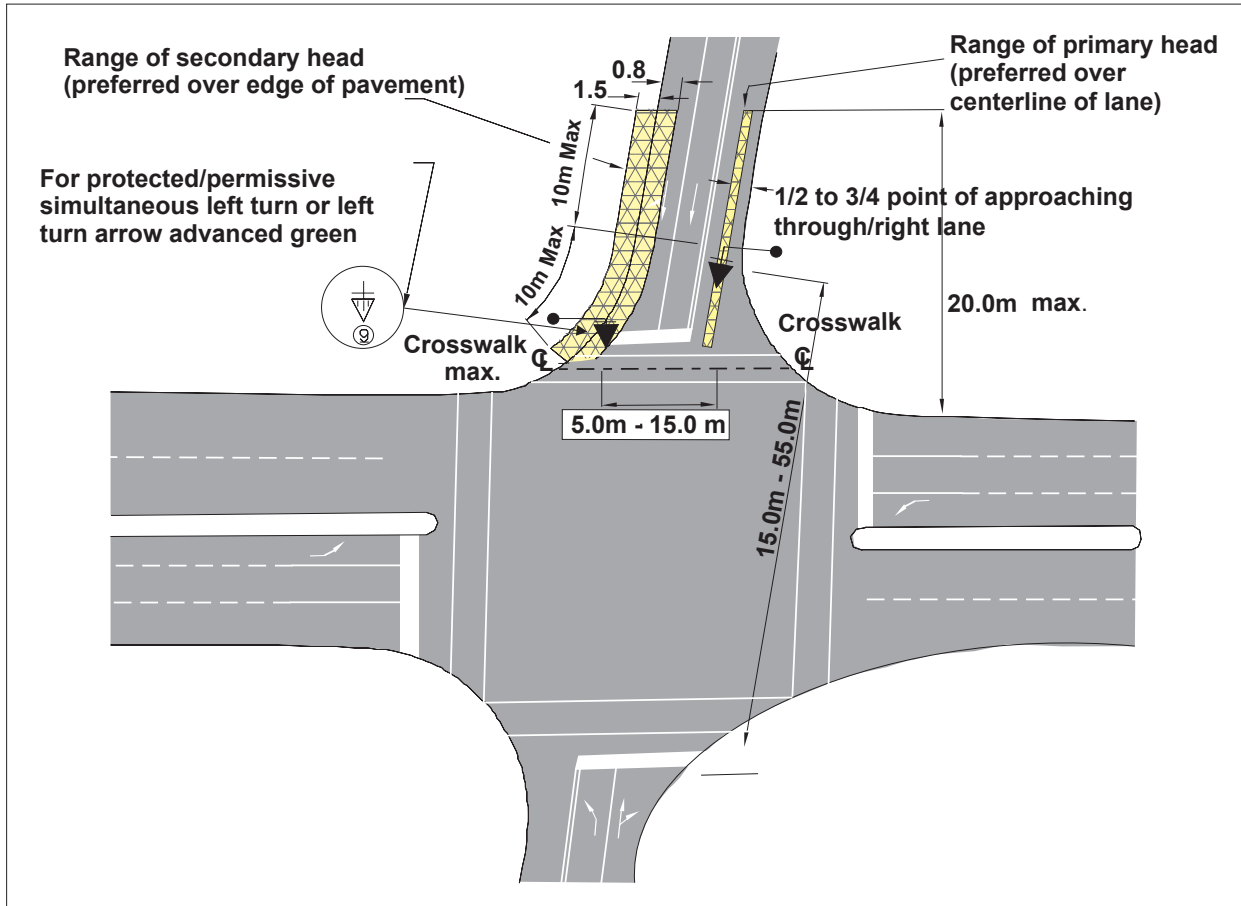 Range of secondary head
(preferred over edge of pavement)
0.8
1.5
Range of primary head
(preferred over
centerline of lane)
10m Max
For protected/permissive
simultaneous left turn or left
turn arrow advanced green
1/2 to 3/4 point of approaching
through/right lane
10m Max
20.0m max.
9
Crosswalk
max.
℄
Crosswalk
℄
5.0m - 15.0 m
15.0m - 55.0m